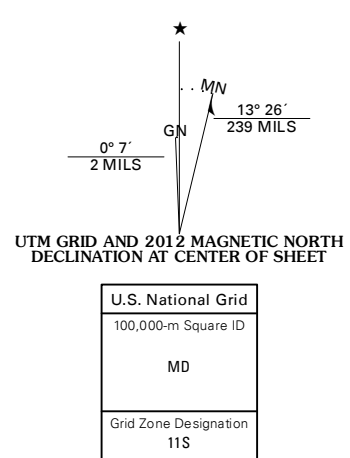 ★
MN
GN
13° 26´
239 MILS
0° 7´
2 MILS
UTM GRID AND 2012 MAGNETIC NORTH
DECLINATION AT CENTER OF SHEET
U.S. National Grid
100,000-m Square ID
MD
Grid Zone Designation
11S